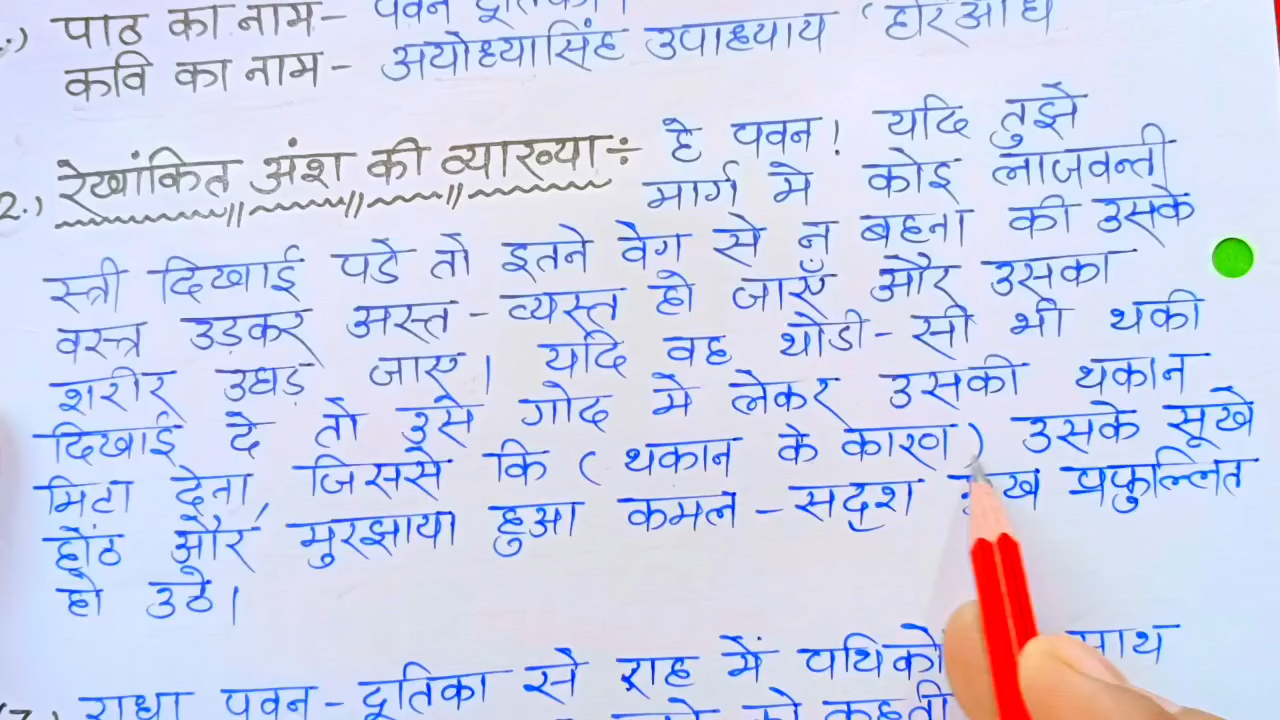 पाठ का नाम - पवन दूतिका।
कवि का नाम - अयोध्यासिंह उपाध्याय 'हरिऔध
2.) रेखांकित अंश की व्याख्या ÷ हे पवन! यदि तुझे
मार्ग मे कोइ लाजवन्ती
स्त्री दिखाई पडे तो इतने वेग से न बहना की उसके
वस्त्र उड़कर अस्त - व्यस्त हो जाएँ और उसका
शरीर उघड़ जाए। यदि वह थोडी - सी भी थकी
दिखाई दे तो उसे गोद मे लेकर उसकी थकान
मिटा देना, जिससे कि (थकान के कारण) उसके सूखे
होंठ और मुरझाया हुआ कमल - सदृश मुख प्रफुल्लित
हो उठे।
राधा पवन - दूतिका से राह में पथिको साथ
को कहती